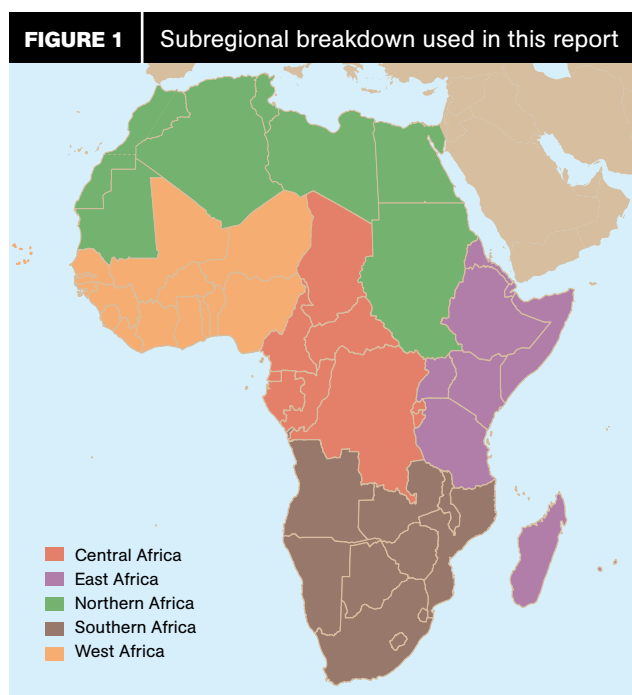 FIGURE 1 Subregional breakdown used in this report
Central Africa
East Africa
Northern Africa
Southern Africa
West Africa